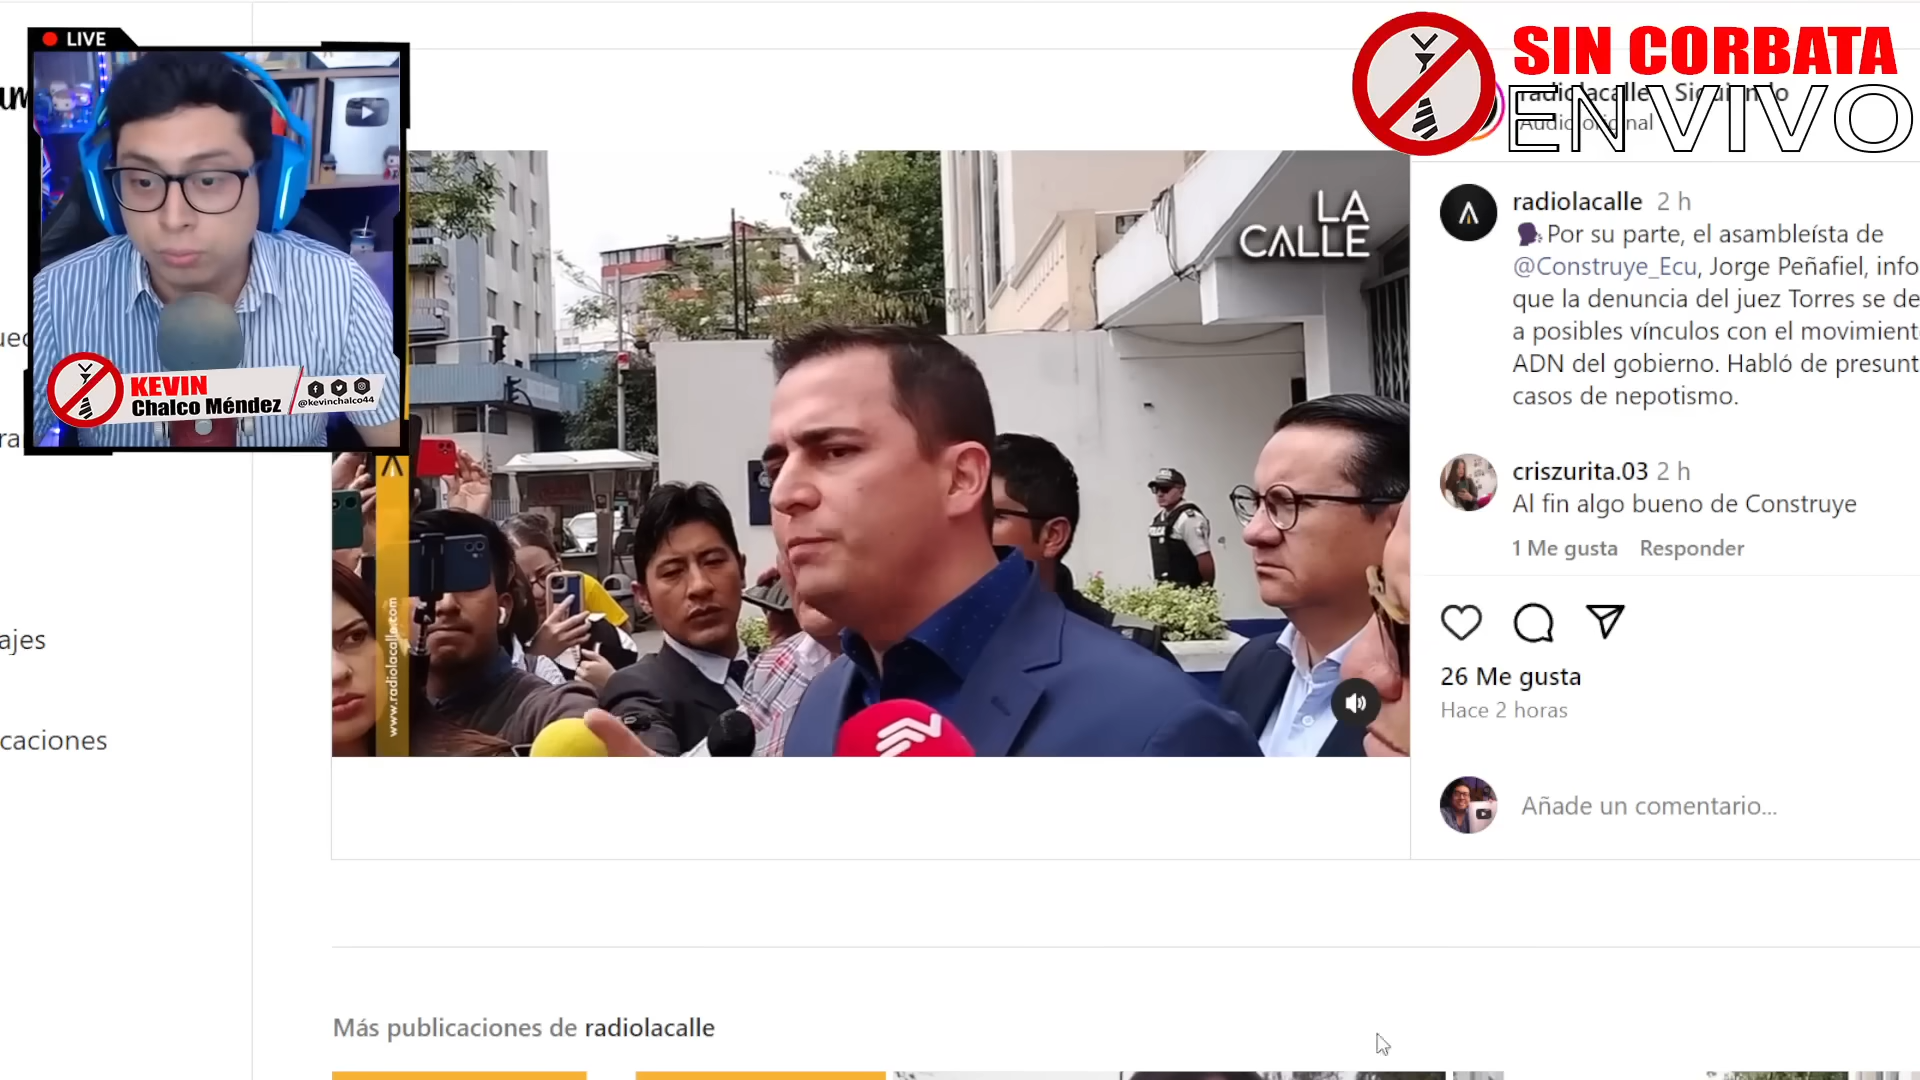 LIVE
SIN CORBATA
EN VIVO
radiolacalle
Siguiendo
Audio original
KEVIN
Chalco Méndez
@kevinchalco44
LA
CALLE
www.radiolacalle.com
radiolacalle 2 h
Por su parte, el asambleísta de
@Construye_Ecu, Jorge Peñafiel, info
que la denuncia del juez Torres se de
a posibles vínculos con el movimient
ADN del gobierno. Habló de presunt
casos de nepotismo.
criszurita.03 2 h
Al fin algo bueno de Construye
1 Me gusta Responder
26 Me gusta
Hace 2 horas
Añade un comentario...
ajes
caciones
Más publicaciones de radiolacalle